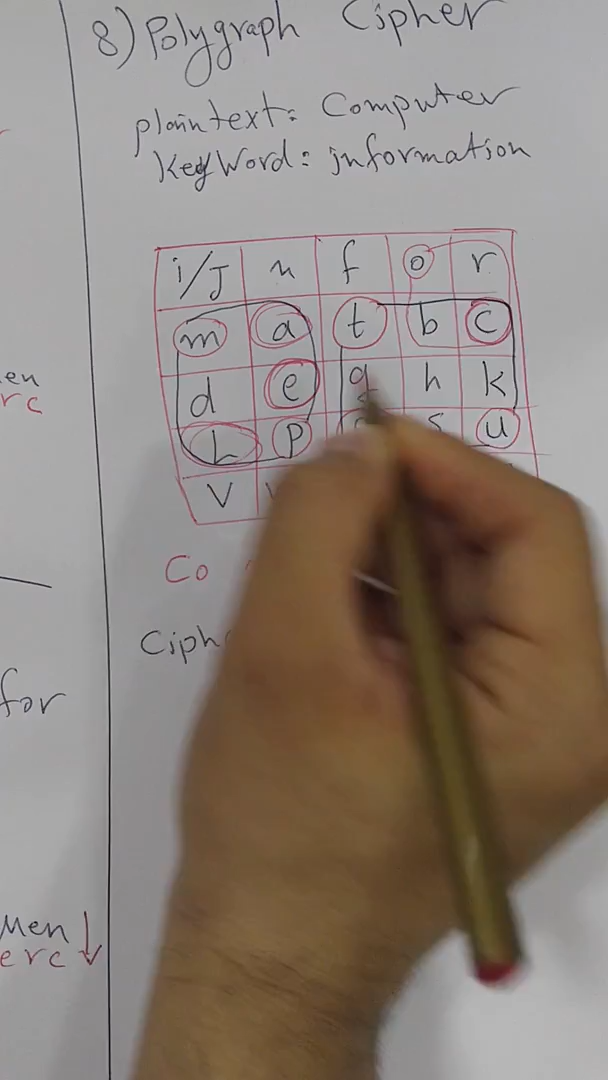 8) Polygraph Cipher
plaintext: Computer
KeyWord: information
i/J n f o r
m a t b c
d e g h k
L P s u
V
Co
Ciph
en
rc
for
Men
erc